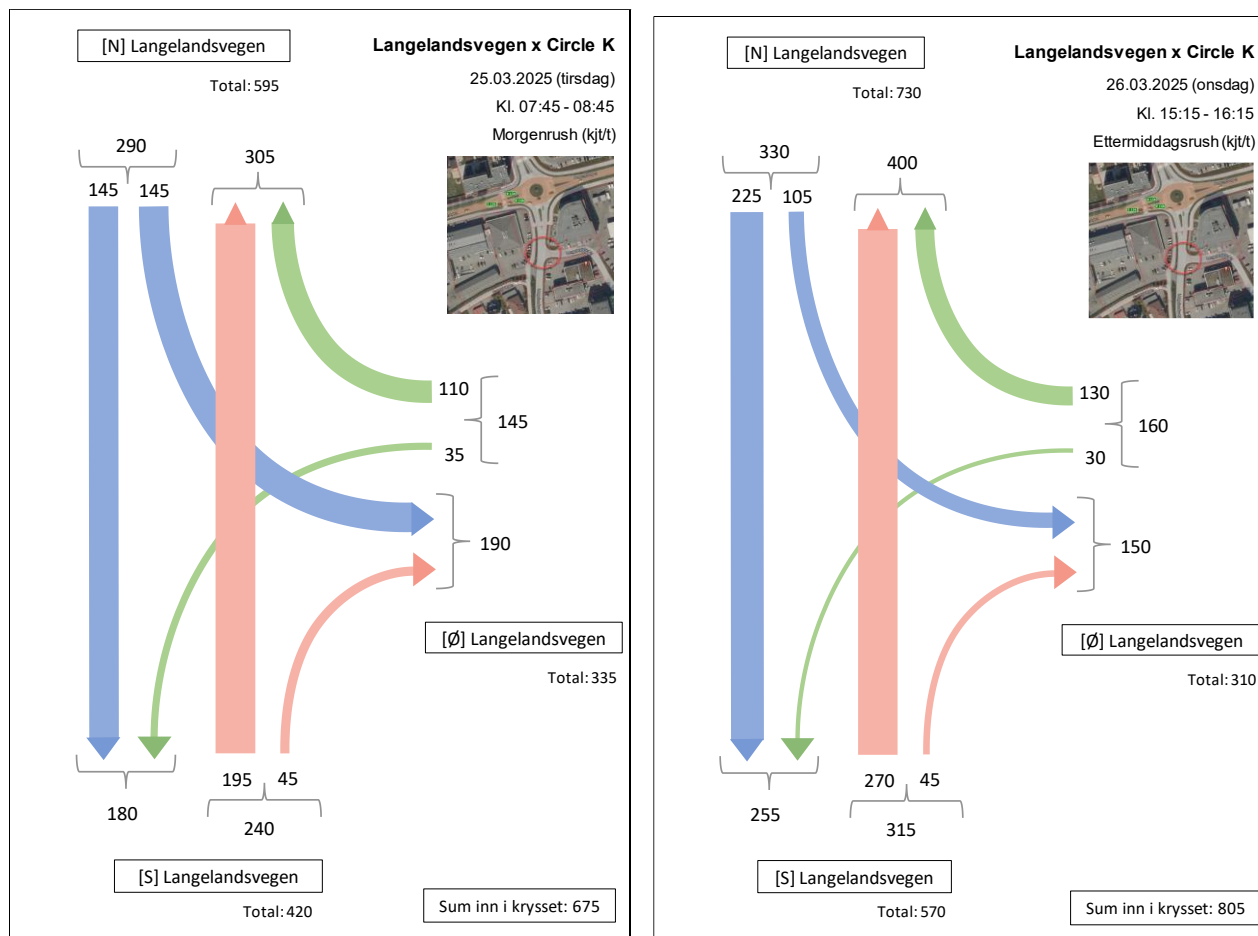 [N] Langelandsvegen
Langelandsvegen x Circle K
25.03.2025 (tirsdag)
Total: 595
Kl. 07:45 - 08:45
Morgenrush (kjt/t)
290
305
145 145
110
145
35
190
[Ø] Langelandsvegen
Total: 335
195 45
180
240
[S] Langelandsvegen
Total: 420
Sum inn i krysset: 675
[N] Langelandsvegen
Langelandsvegen x Circle K
26.03.2025 (onsdag)
Total: 730
Kl. 15:15 - 16:15
Ettermiddagsrush (kjt/t)
330
400
225 105
130
160
30
150
[Ø] Langelandsvegen
Total: 310
270 45
255
315
[S] Langelandsvegen
Total: 570
Sum inn i krysset: 805